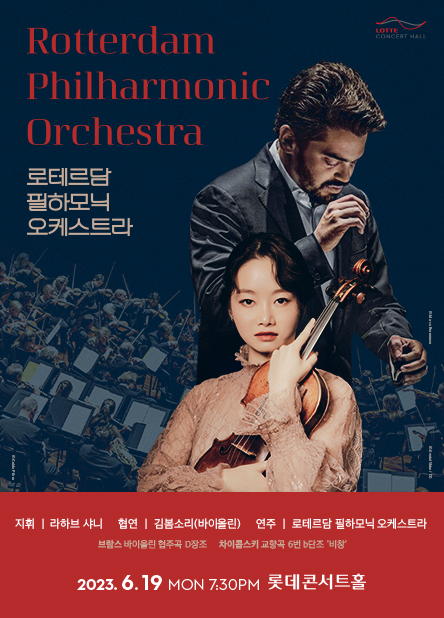 LOTTE
CONCERT HALL
Rotterdam
Philharmonic
Orchestra
로테르담
필하모닉
오케스트라
지휘 | 라하브 샤니 협연 | 김봄소리(바이올린) 연주 | 로테르담 필하모닉 오케스트라
브람스 바이올린 협주곡 D장조 차이콥스키 교향곡 6번 b단조 '비창'
2023. 6.19 MON 7:30PM 롯데콘서트홀